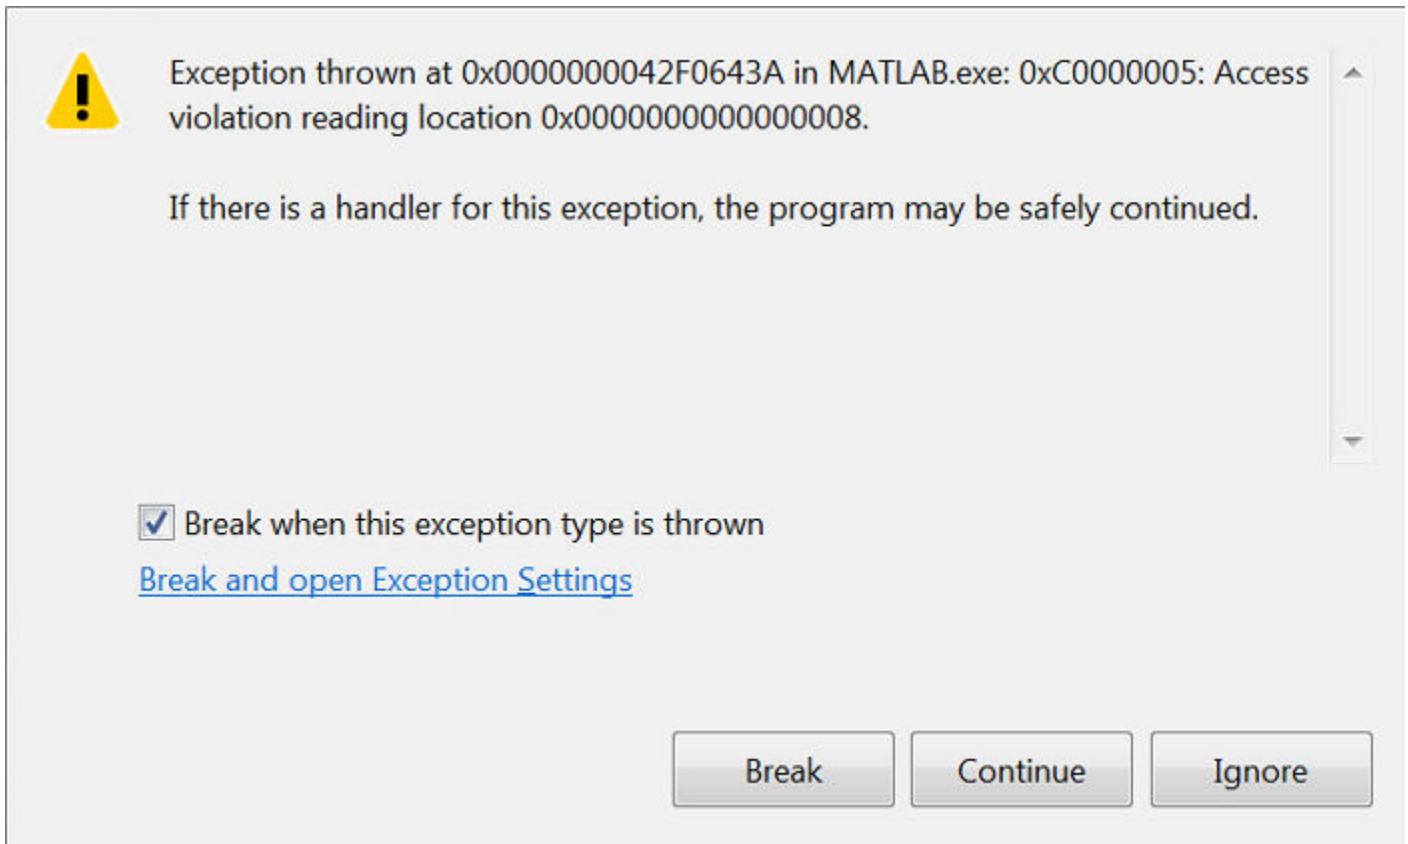 Exception thrown at 0x0000000042F0643A in MATLAB.exe: 0xC0000005: Access
violation reading location 0x0000000000000008.
If there is a handler for this exception, the program may be safely continued.
Break when this exception type is thrown
Break and open Exception Settings
Break Continue Ignore